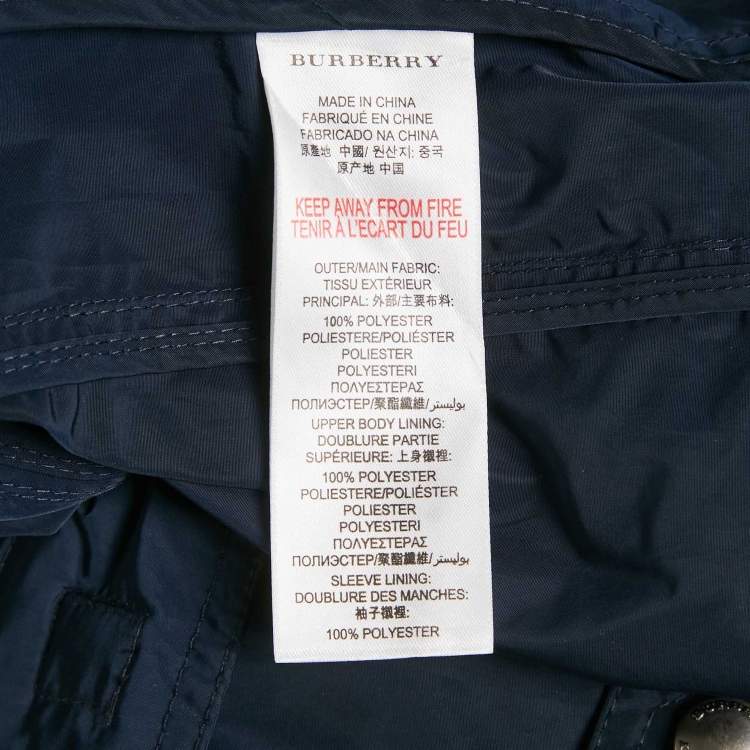 BURBERRY
MADE IN CHINA
FABRIQUÉ EN CHINE
FABRICADO NA CHINA
原產地 中國/ 원산지: 중국
原产地 中国
KEEP AWAY FROM FIRE
TENIR À L'ECART DU FEU
OUTER/MAIN FABRIC:
TISSU EXTÉRIEUR
PRINCIPAL: 外部/主要布料:
100% POLYESTER
POLIESTERE/POLIÉSTER
POLIESTER
POLYESTERI
ΠΟΛΥΕΣΤΕΡΑΣ
ПОЛИЭСТЕР/聚酯纖維/بوليستر
UPPER BODY LINING:
DOUBLURE PARTIE
SUPÉRIEURE: 上身襯裡:
100% POLYESTER
POLIESTERE/POLIÉSTER
POLIESTER
POLYESTERI
ΠΟΛΥΕΣΤΕΡΑΣ
ПОЛИЭСТЕР/聚酯纖維/بوليستر
SLEEVE LINING:
DOUBLURE DES MANCHES:
袖子襯裡:
100% POLYESTER